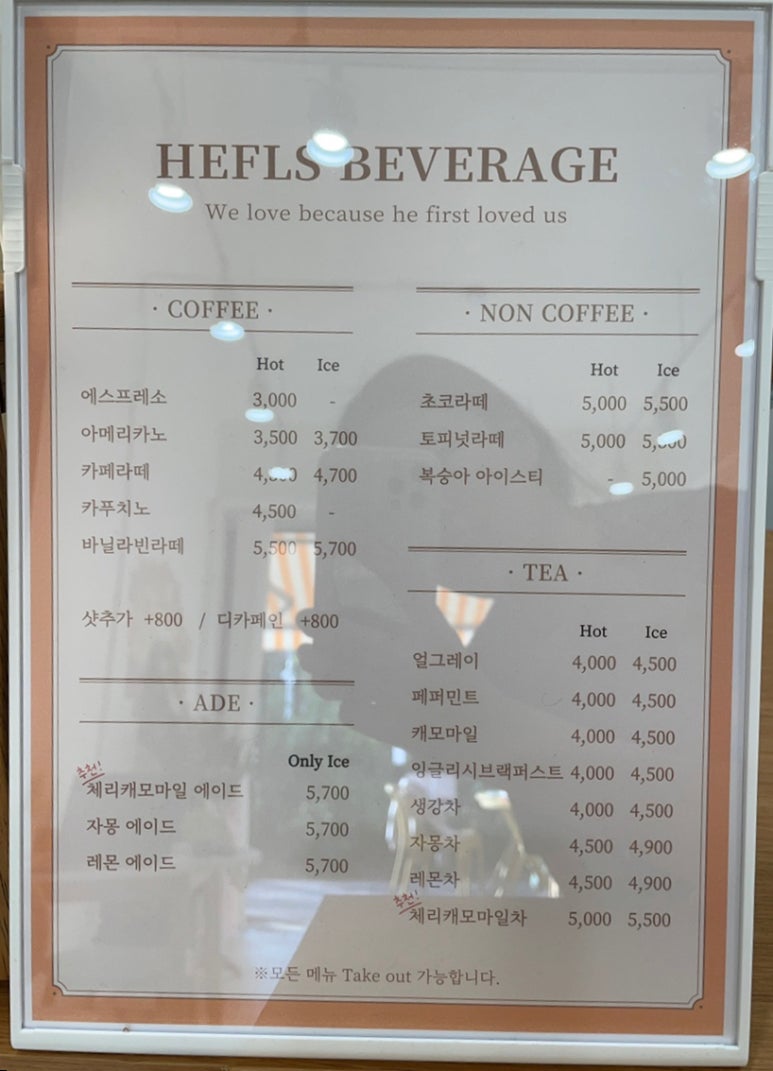 HEFLS BEVERAGE
We love because he first loved us
· COFFEE ·
Hot Ice
에스프레소 3,000 -
아메리카노 3,500 3,700
카페라떼 4,700
카푸치노 4,500 -
바닐라빈라떼 5,500 5,700
샷추가 +800 / 디카페인 +800
· ADE ·
Only Ice
추천!
체리캐모마일 에이드 5,700
자몽 에이드 5,700
레몬 에이드 5,700
· NON COFFEE ·
Hot Ice
초코라떼 5,000 5,500
토피넛라떼 5,000
복숭아 아이스티 - 5,000
· TEA ·
Hot Ice
얼그레이 4,000 4,500
페퍼민트 4,000 4,500
캐모마일 4,000 4,500
잉글리시브랙퍼스트 4,000 4,500
생강차 4,000 4,500
자몽차 4,500 4,900
레몬차 4,500 4,900
추천!
체리캐모마일차 5,000 5,500
※모든 메뉴 Take out 가능합니다.